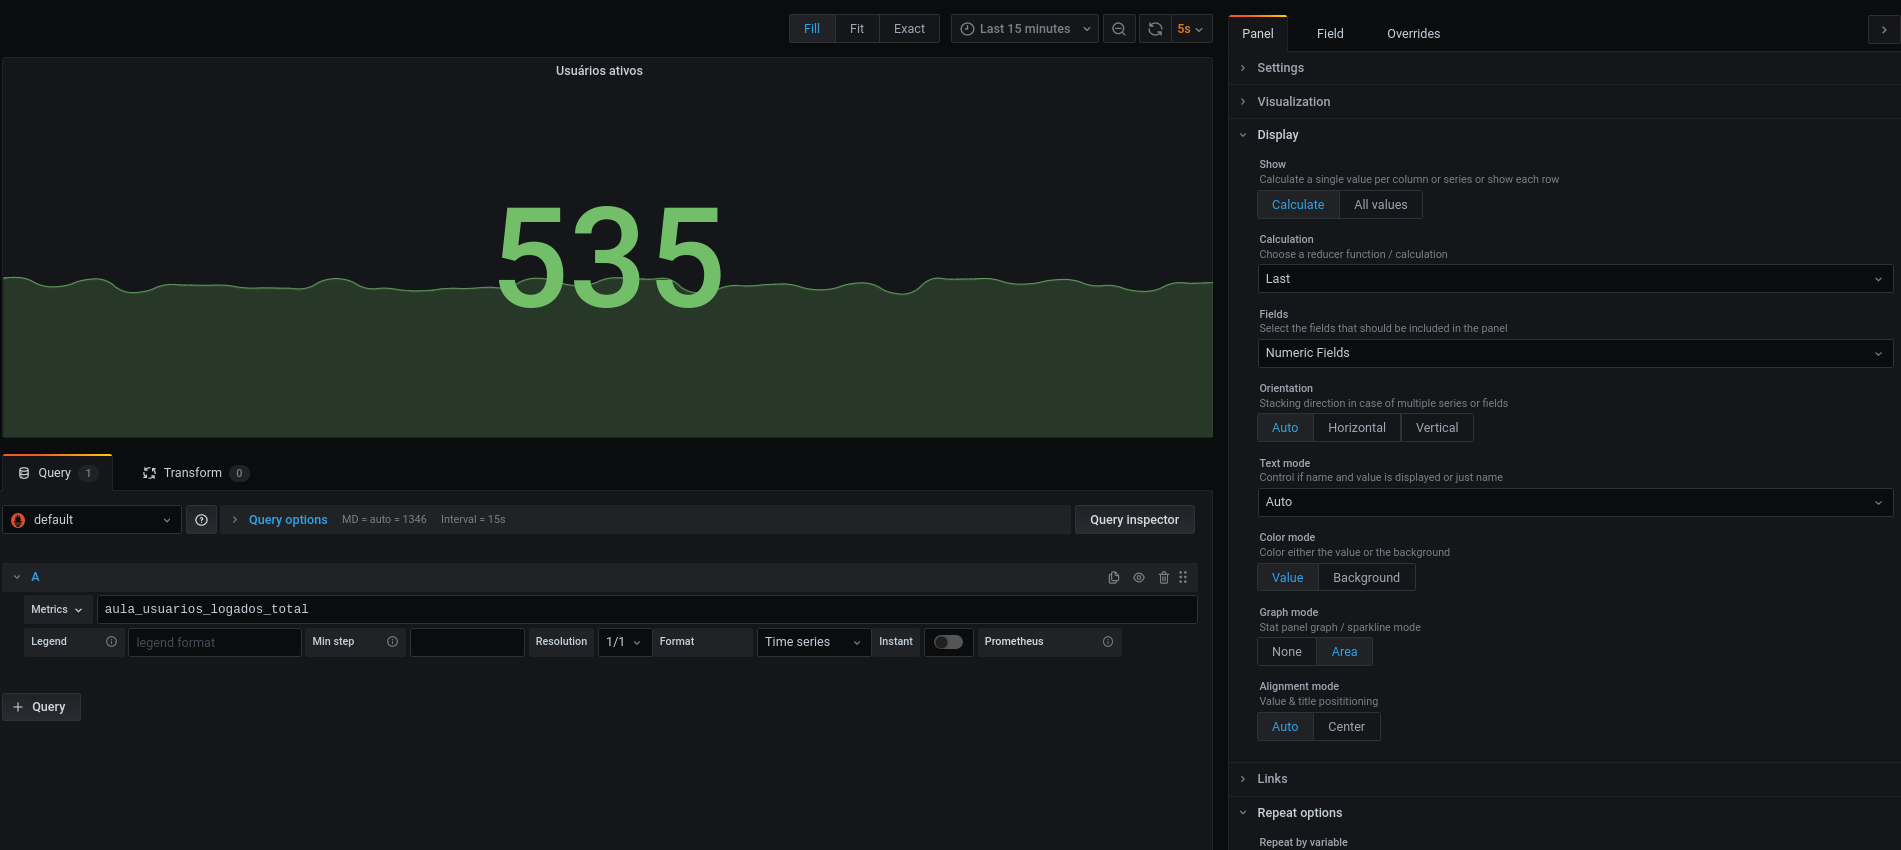 Fill Fit Exact Last 15 minutes 5s
Usuários ativos
535
Query 1 Transform 0
default Query options MD = auto = 1346 Interval = 15s Query inspector
A
Metrics aula_usuarios_logados_total
Legend legend format Min step Resolution 1/1 Format Time series Instant Prometheus
+ Query
Panel Field Overrides
Settings
Visualization
Display
Show
Calculate a single value per column or series or show each row
Calculate All values
Calculation
Choose a reducer function / calculation
Last
Fields
Select the fields that should be included in the panel
Numeric Fields
Orientation
Stacking direction in case of multiple series or fields
Auto Horizontal Vertical
Text mode
Control if name and value is displayed or just name
Auto
Color mode
Color either the value or the background
Value Background
Graph mode
Stat panel graph / sparkline mode
None Area
Alignment mode
Value & title posititioning
Auto Center
Links
Repeat options
Repeat by variable